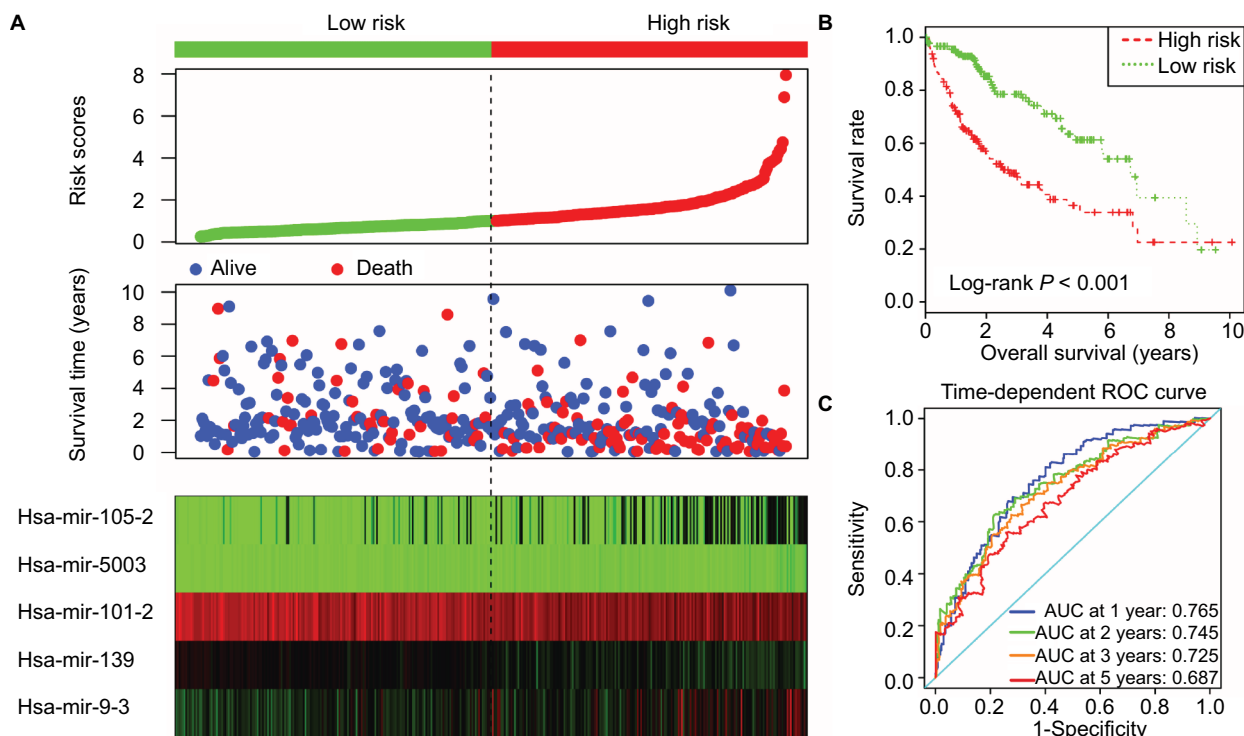 A
Low risk
High risk
Risk scores
8
6
4
2
0
Alive
Death
Survival time (years)
10
8
6
4
2
0
Hsa-mir-105-2
Hsa-mir-5003
Hsa-mir-101-2
Hsa-mir-139
Hsa-mir-9-3
B
Survival rate
1.0
0.8
0.6
0.4
0.2
0.0
High risk
Low risk
Log-rank P < 0.001
0 2 4 6 8 10
Overall survival (years)
C
Time-dependent ROC curve
Sensitivity
1.0
0.8
0.6
0.4
0.2
0.0
AUC at 1 year: 0.765
AUC at 2 years: 0.745
AUC at 3 years: 0.725
AUC at 5 years: 0.687
0.0 0.2 0.4 0.6 0.8 1.0
1-Specificity